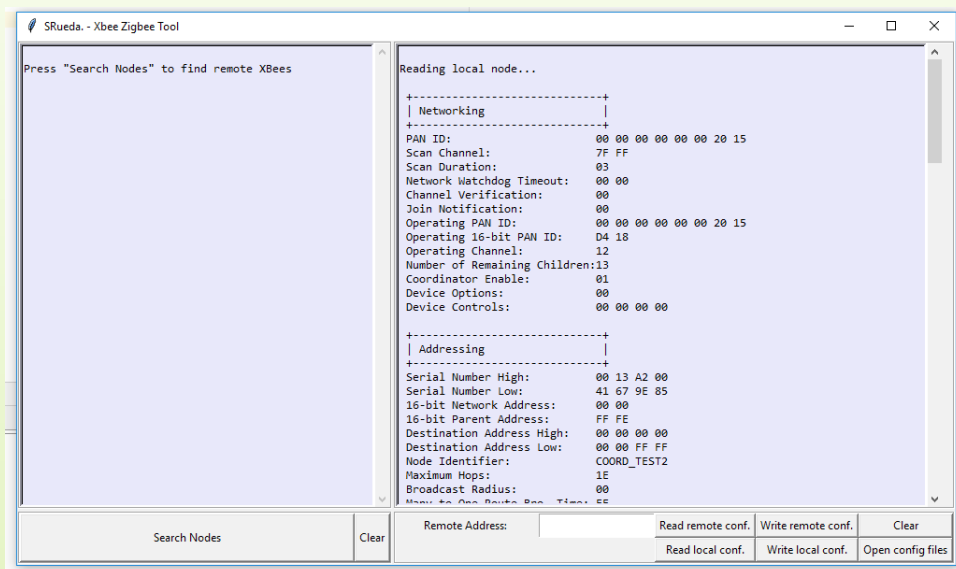 SRueda. - Xbee Zigbee Tool
Press "Search Nodes" to find remote XBees
Reading local node...
+----------------------------+
| Networking |
+----------------------------+
PAN ID: 00 00 00 00 00 00 20 15
Scan Channel: 7F FF
Scan Duration: 03
Network Watchdog Timeout: 00 00
Channel Verification: 00
Join Notification: 00
Operating PAN ID: 00 00 00 00 00 00 20 15
Operating 16-bit PAN ID: D4 18
Operating Channel: 12
Number of Remaining Children:13
Coordinator Enable: 01
Device Options: 00
Device Controls: 00 00 00 00
+----------------------------+
| Addressing |
+----------------------------+
Serial Number High: 00 13 A2 00
Serial Number Low: 41 67 9E 85
16-bit Network Address: 00 00
16-bit Parent Address: FF FE
Destination Address High: 00 00 00 00
Destination Address Low: 00 00 FF FF
Node Identifier: COORD_TEST2
Maximum Hops: 1E
Broadcast Radius: 00
Many to One Route Time: FF
Search Nodes
Clear
Remote Address:
Read remote conf.
Write remote conf.
Clear
Read local conf.
Write local conf.
Open config files